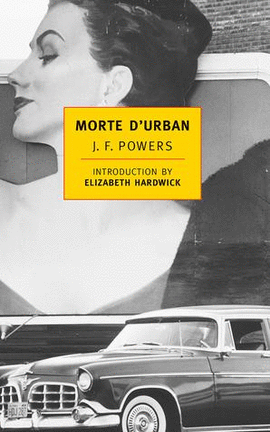 MORTE D'URBAN
J. F. POWERS
INTRODUCTION BY
ELIZABETH HARDWICK